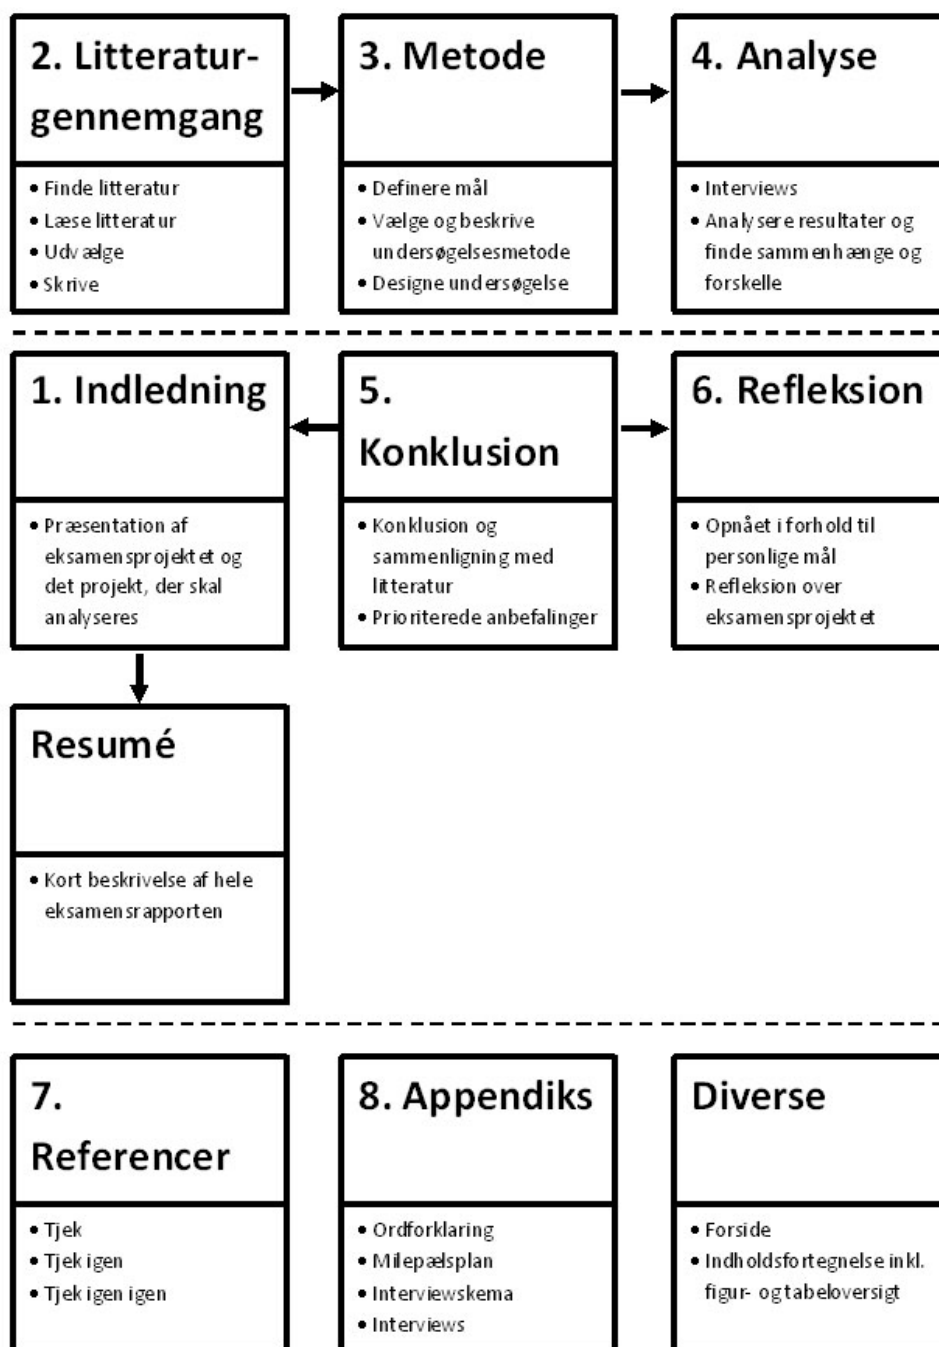 2. Litteratur-
gennemgang
• Finde litteratur
• Læse litteratur
• Udvælge
• Skrive
3. Metode
• Definere mål
• Vælge og beskrive
undersøgelsesmetode
• Designe undersøgelse
4. Analyse
• Interviews
• Analysere resultater og
finde sammenhænge og
forskelle
1. Indledning
• Præsentation af
eksamensprojektet og
det projekt, der skal
analyseres
5.
Konklusion
• Konklusion og
sammenligning med
litteratur
• Prioriterede anbefalinger
6. Refleksion
• Opnået i forhold til
personlige mål
• Refleksion over
eksamensprojektet
Resumé
• Kort beskrivelse af hele
eksamensrapporten
7.
Referencer
• Tjek
• Tjek igen
• Tjek igen igen
8. Appendiks
• Ordforklaring
• Milepælsplan
• Interviewskema
• Interviews
Diverse
• Forside
• Indholdsfortegnelse inkl.
figur- og tabeloversigt